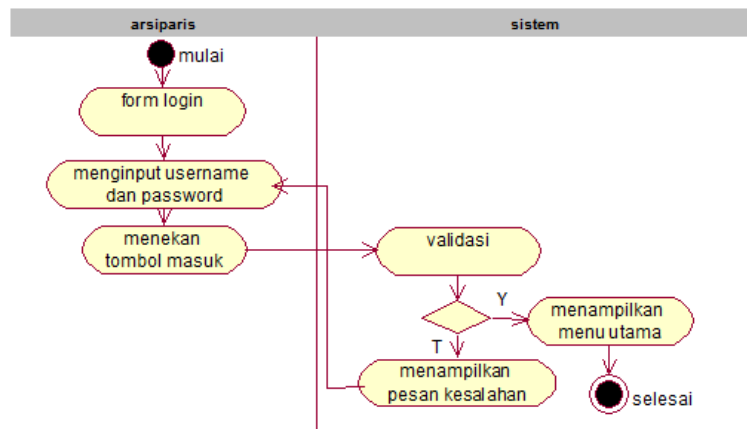 arsiparis
sistem
mulai
form login
menginput username
dan password
menekan
tombol masuk
validasi
Y
menampilkan
menu utama
T
menampilkan
pesan kesalahan
selesai